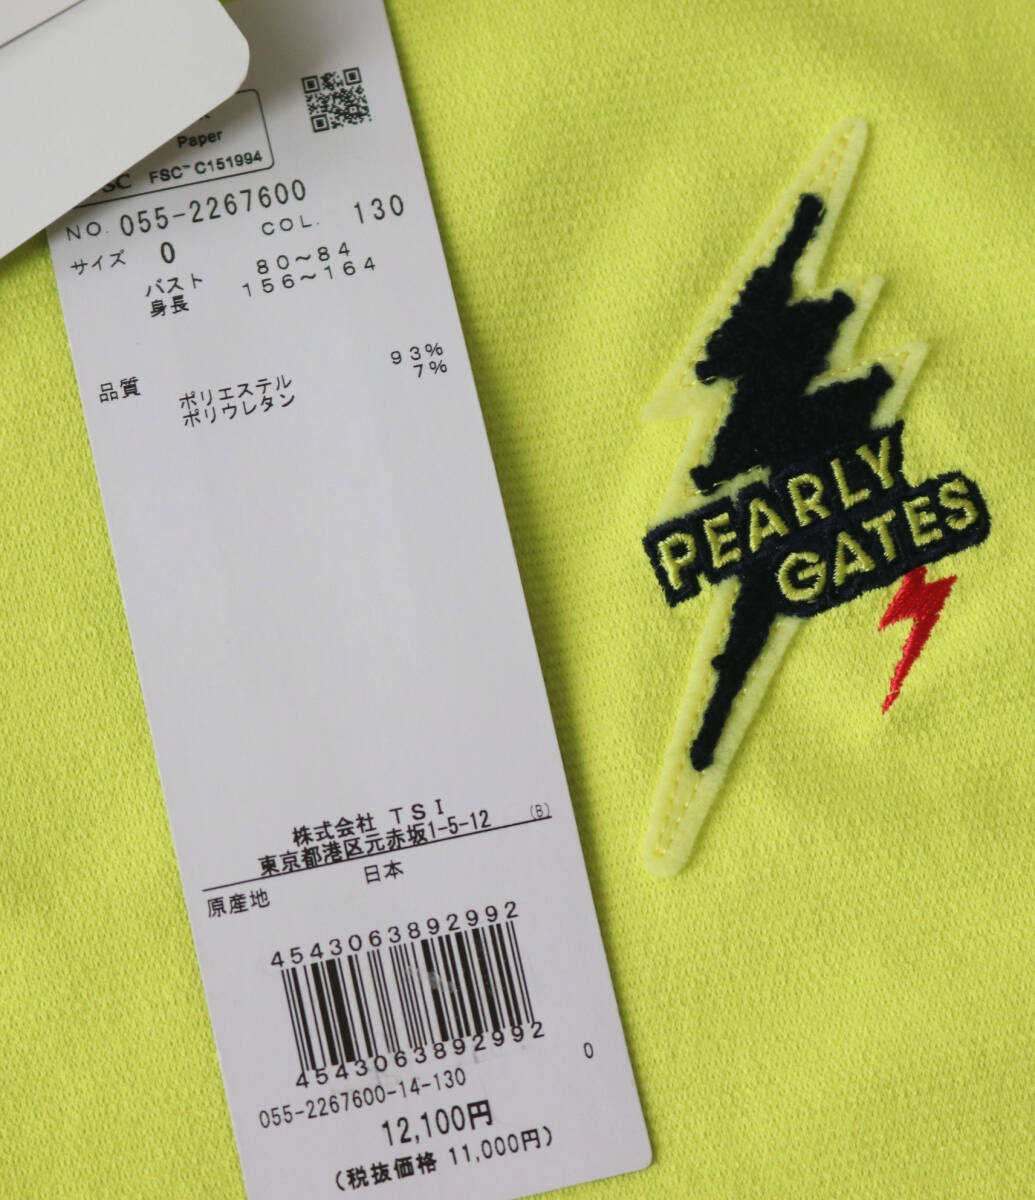 Paper
FSC™ C151994
NO. 055-2267600
COL. 130
サイズ 0
バスト 80〜84
身長 156〜164
品質
ポリエステル 93%
ポリウレタン 7%
株式会社 TSI
東京都港区元赤坂1-5-12 (B)
原産地 日本
4543063892992
4543063892992
055-2267600-14-130 0
12,100円
(税抜価格 11,000円)
PEARLY
GATES